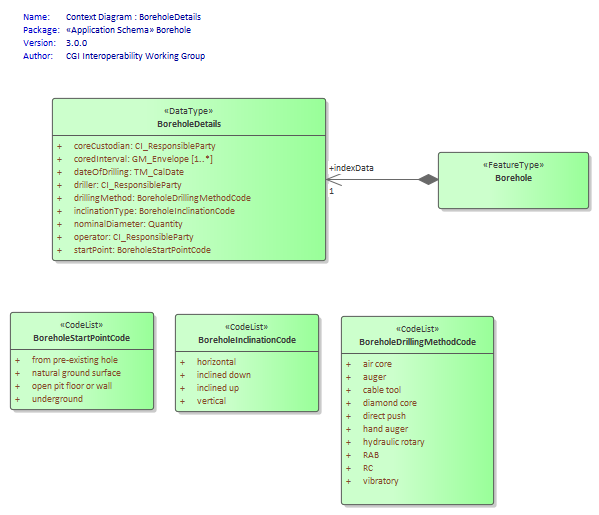 Name: Context Diagram : BoreholeDetails
Package: «Application Schema» Borehole
Version: 3.0.0
Author: CGI Interoperability Working Group
«DataType»
BoreholeDetails
+ coreCustodian: CI_ResponsibleParty
+ coredInterval: GM_Envelope [1..*]
+ dateOfDrilling: TM_CalDate
+ driller: CI_ResponsibleParty
+ drillingMethod: BoreholeDrillingMethodCode
+ inclinationType: BoreholeInclinationCode
+ nominalDiameter: Quantity
+ operator: CI_ResponsibleParty
+ startPoint: BoreholeStartPointCode
+indexData
1
«FeatureType»
Borehole
«CodeList»
BoreholeStartPointCode
+ from pre-existing hole
+ natural ground surface
+ open pit floor or wall
+ underground
«CodeList»
BoreholeInclinationCode
+ horizontal
+ inclined down
+ inclined up
+ vertical
«CodeList»
BoreholeDrillingMethodCode
+ air core
+ auger
+ cable tool
+ diamond core
+ direct push
+ hand auger
+ hydraulic rotary
+ RAB
+ RC
+ vibratory